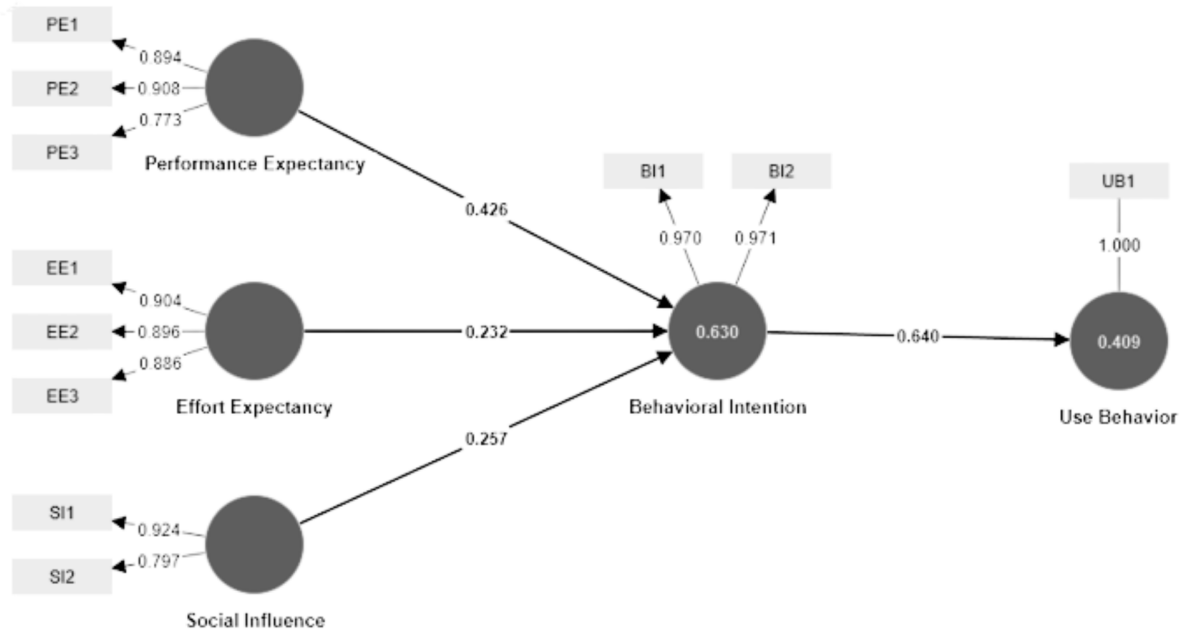 PE1
0.894
PE2
0.908
0.773
PE3
Performance Expectancy
0.426
BI1
BI2
0.970
0.971
UB1
1.000
EE1
0.904
EE2
0.896
0.886
EE3
Effort Expectancy
0.232
0.630
Behavioral Intention
0.640
0.409
Use Behavior
0.257
SI1
0.924
0.797
SI2
Social Influence